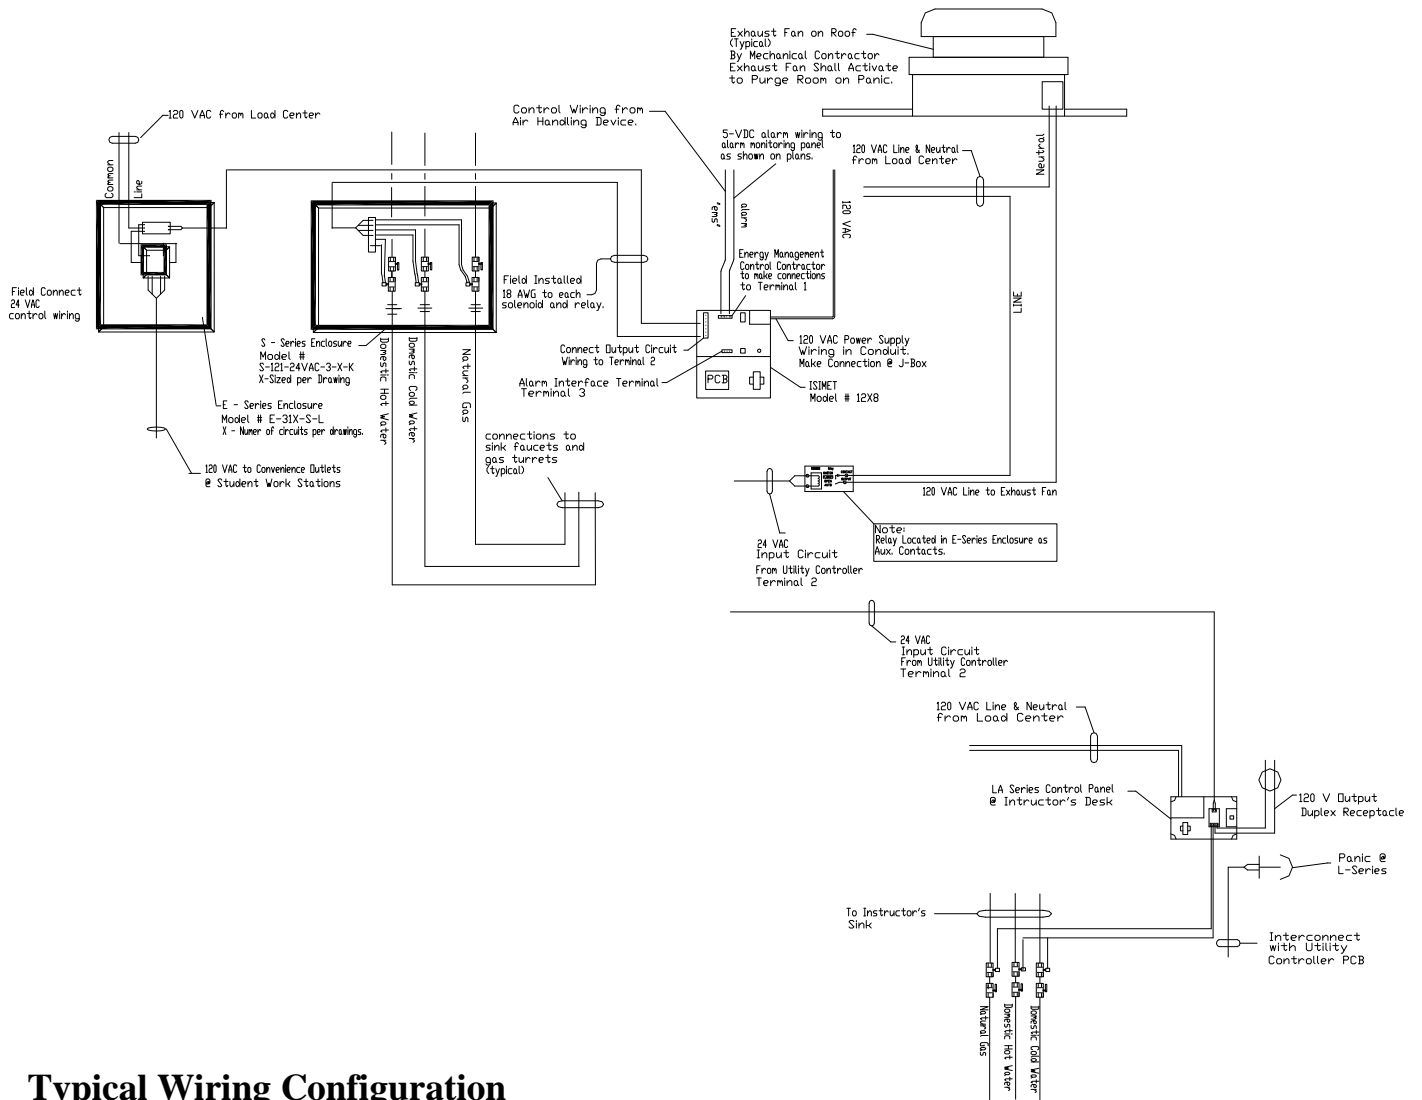 Exhaust Fan on Roof
(Typical)
By Mechanical Contractor
Exhaust Fan Shall Activate
to Purge Room on Panic.
120 VAC from Load Center
Control Wiring from
Air Handling Device.
5-VDC alarm wiring to
alarm monitoring panel
as shown on plans.
120 VAC Line & Neutral
from Load Center
Neutral
Common
Line
'ems'
alarm
120 VAC
LINE
Energy Management
Control Contractor
to make connections
to Terminal 1
Field Installed
18 AWG to each
solenoid and relay.
Field Connect
24 VAC
control wiring
S - Series Enclosure
Model #
S-121-24VAC-3-X-K
X-Sized per Drawing
Domestic Hot Water
Domestic Cold Water
Natural Gas
Connect Output Circuit
Wiring to Terminal 2
120 VAC Power Supply
Wiring in Conduit.
Make Connection @ J-Box
Alarm Interface Terminal
Terminal 3
PCB
ISIMET
Model # 12X8
E - Series Enclosure
Model # E-31X-S-L
X - Numer of circuits per drawings.
connections to
sink faucets and
gas turrets
(typical)
120 VAC to Convenience Outlets
@ Student Work Stations
120 VAC Line to Exhaust Fan
Note:
Relay Located in E-Series Enclosure as
Aux. Contacts.
24 VAC
Input Circuit
From Utility Controller
Terminal 2
24 VAC
Input Circuit
From Utility Controller
Terminal 2
120 VAC Line & Neutral
from Load Center
LA Series Control Panel
@ Intructor's Desk
120 V Output
Duplex Receptacle
Panic @
L-Series
To Instructor's
Sink
Interconnect
with Utility
Controller PCB
Natural Gas
Domestic Hot Water
Domestic Cold Water
Typical Wiring Configuration